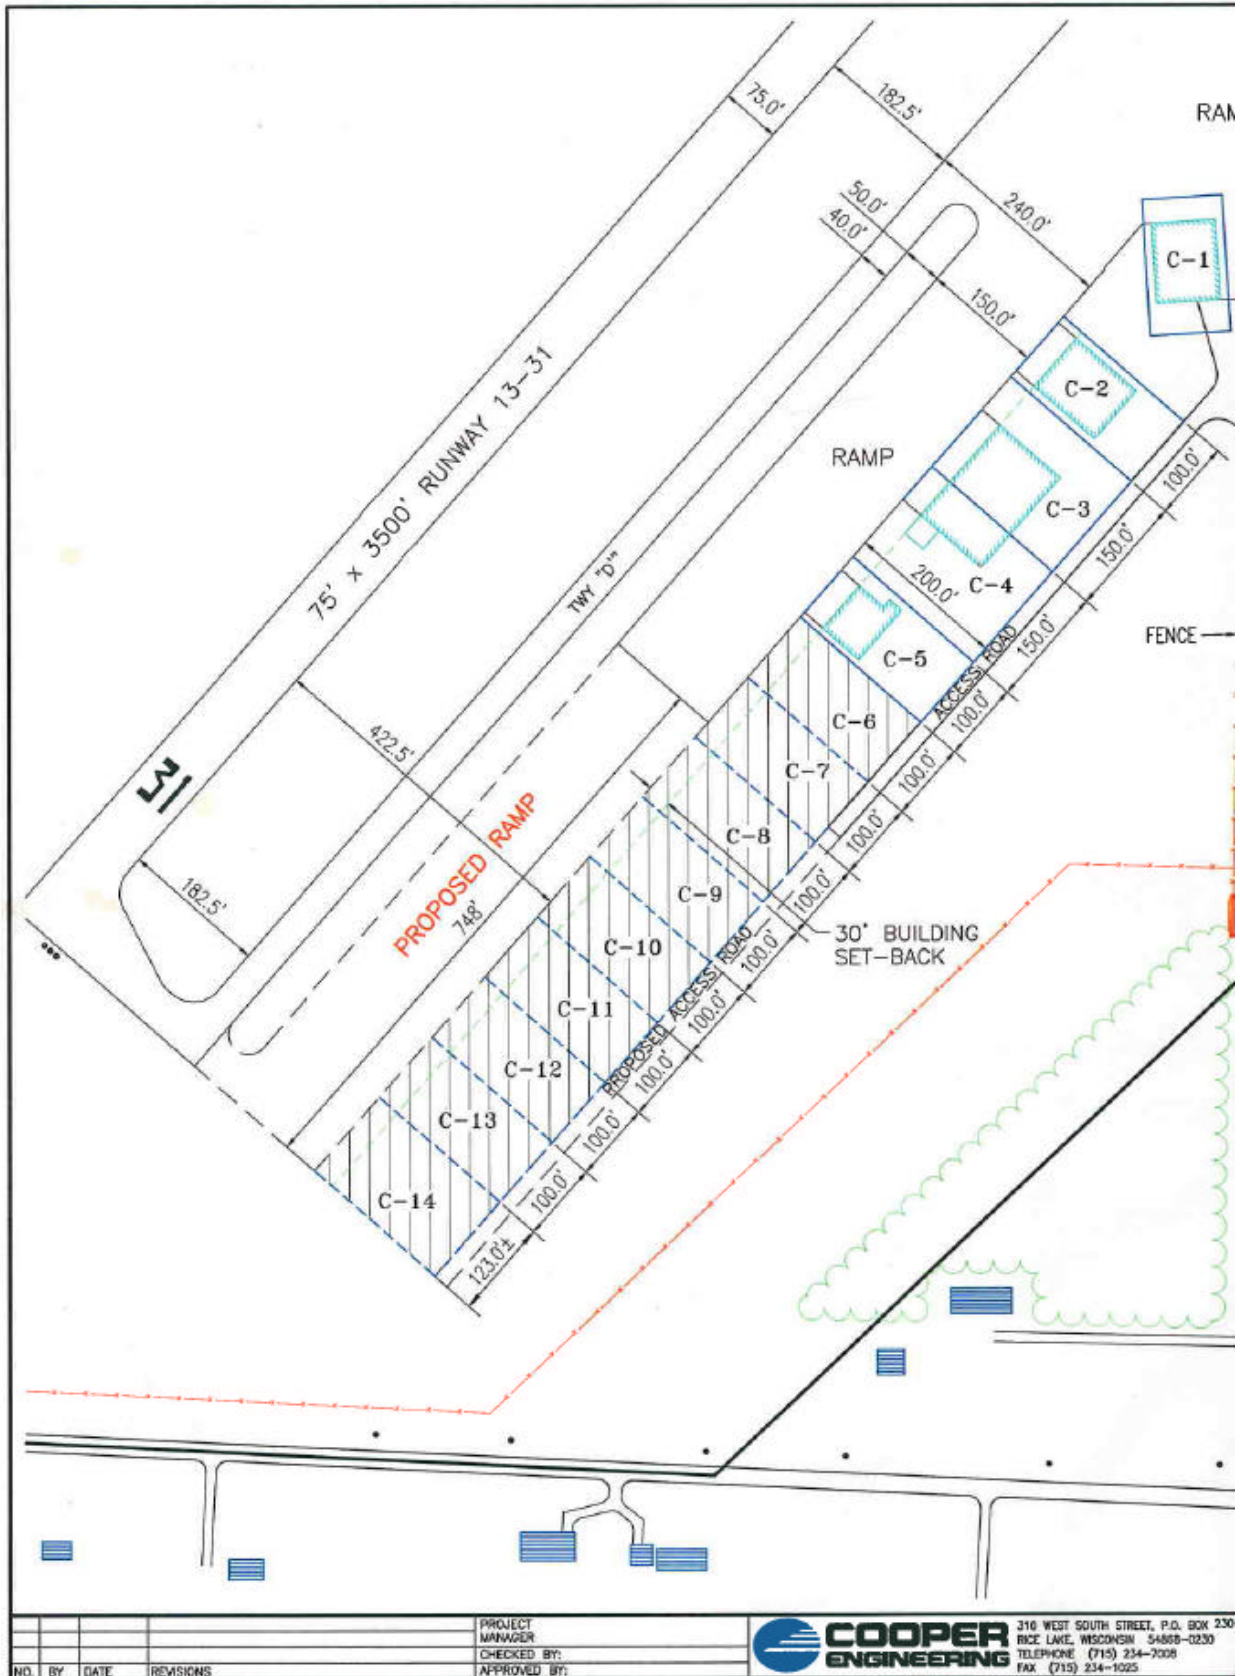 75.0'
182.5'
RAM
50.0'
40.0'
240.0'
C-1
150.0'
C-2
75' x 3500' RUNWAY 13-31
RAMP
C-3
100.0'
C-4
200.0'
150.0'
TWY "D"
FENCE
C-5
ACCESS ROAD
150.0'
C-6
100.0'
422.5'
C-7
100.0'
31
C-8
100.0'
PROPOSED RAMP
748'
182.5'
C-9
100.0'
30' BUILDING
SET-BACK
C-10
100.0'
C-11
PROPOSED ACCESS ROAD
100.0'
C-12
100.0'
C-13
100.0'
C-14
100.0'
123.0'±
PROJECT
MANAGER
CHECKED BY:
APPROVED BY:
NO. BY DATE REVISIONS
COOPER
ENGINEERING
310 WEST SOUTH STREET, P.O. BOX 230
RICE LAKE, WISCONSIN 54868-0230
TELEPHONE (715) 234-7008
FAX (715) 234-1025